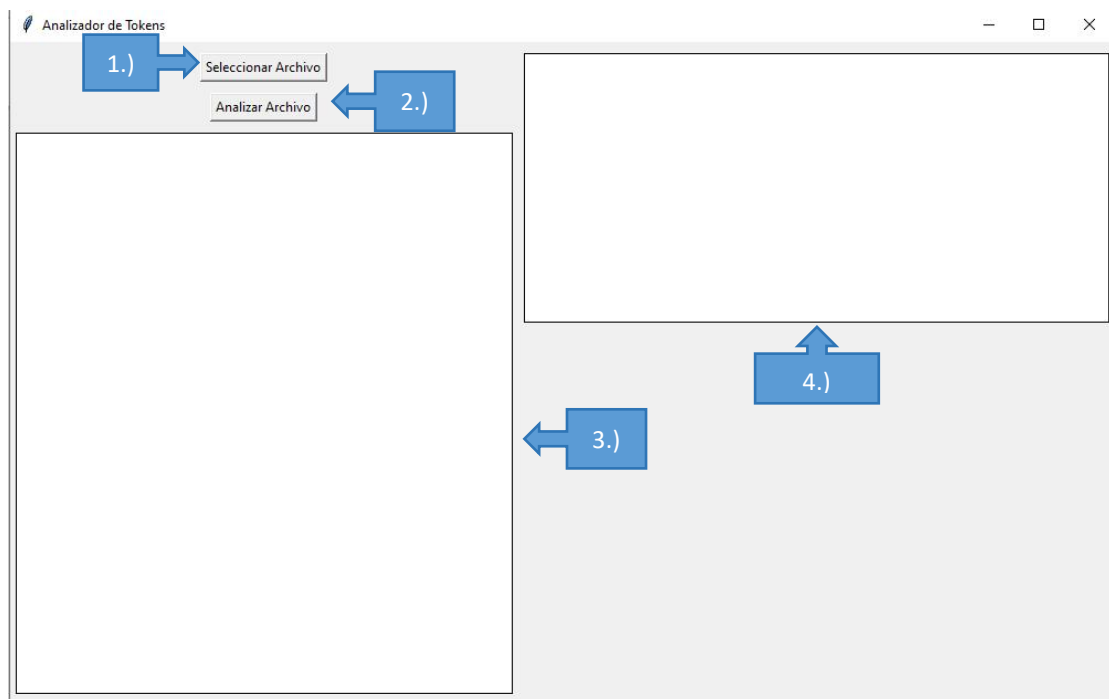 Analizador de Tokens
1.)
Seleccionar Archivo
Analizar Archivo
2.)
4.)
3.)